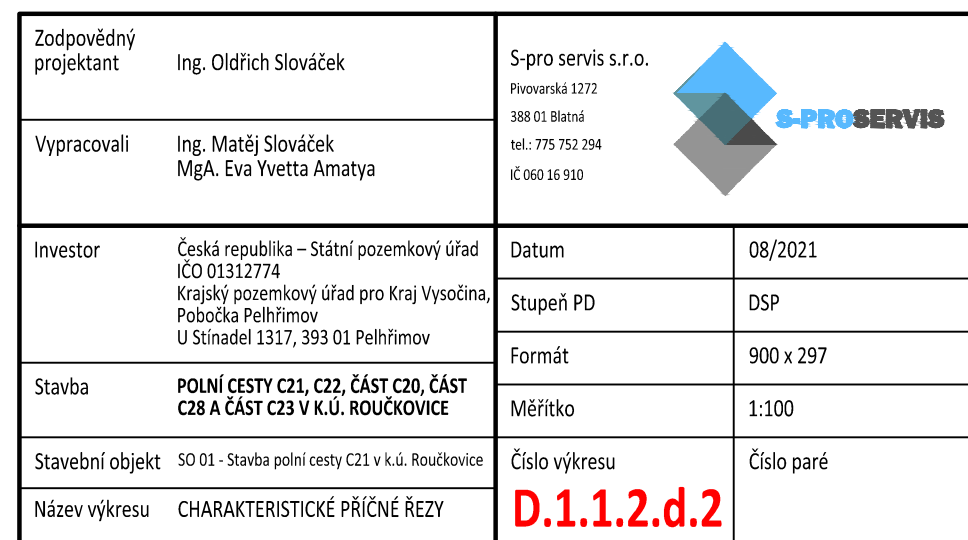 Zodpovědný
projektant
Ing. Oldřich Slováček
Vypracovali
Ing. Matěj Slováček
MgA. Eva Yvetta Amatya
S-pro servis s.r.o.
Pivovarská 1272
388 01 Blatná
tel.: 775 752 294
IČ 060 16 910
S-PROSERVIS
Investor
Česká republika – Státní pozemkový úřad
IČO 01312774
Krajský pozemkový úřad pro Kraj Vysočina,
Pobočka Pelhřimov
U Stínadel 1317, 393 01 Pelhřimov
Stavba
POLNÍ CESTY C21, C22, ČÁST C20, ČÁST
C28 A ČÁST C23 V K.Ú. ROUČKOVICE
Stavební objekt
SO 01 - Stavba polní cesty C21 v k.ú. Roučkovice
Název výkresu
CHARAKTERISTICKÉ PŘÍČNÉ ŘEZY
Datum
08/2021
Stupeň PD
DSP
Formát
900 x 297
Měřítko
1:100
Číslo výkresu
D.1.1.2.d.2
Číslo paré